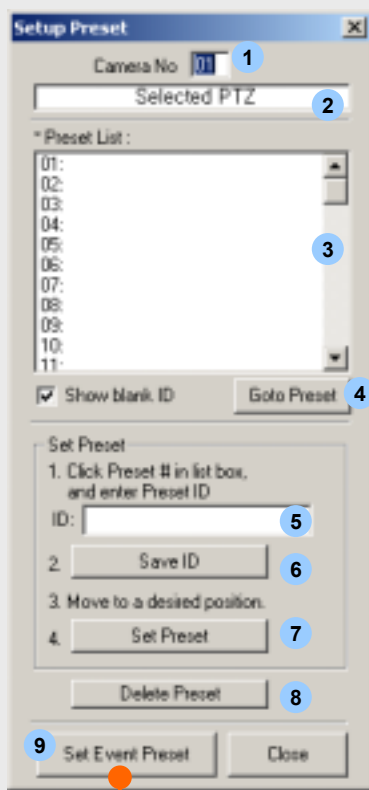 Setup Preset
Camera No 01 1
Selected PTZ 2
* Preset List :
01:
02:
03:
04:
05:
06:
07:
08:
09:
10:
11:
3
Show blank ID Goto Preset 4
Set Preset
1. Click Preset # in list box,
and enter Preset ID
ID: 5
2. Save ID 6
3. Move to a desired position.
4. Set Preset 7
Delete Preset 8
9 Set Event Preset Close